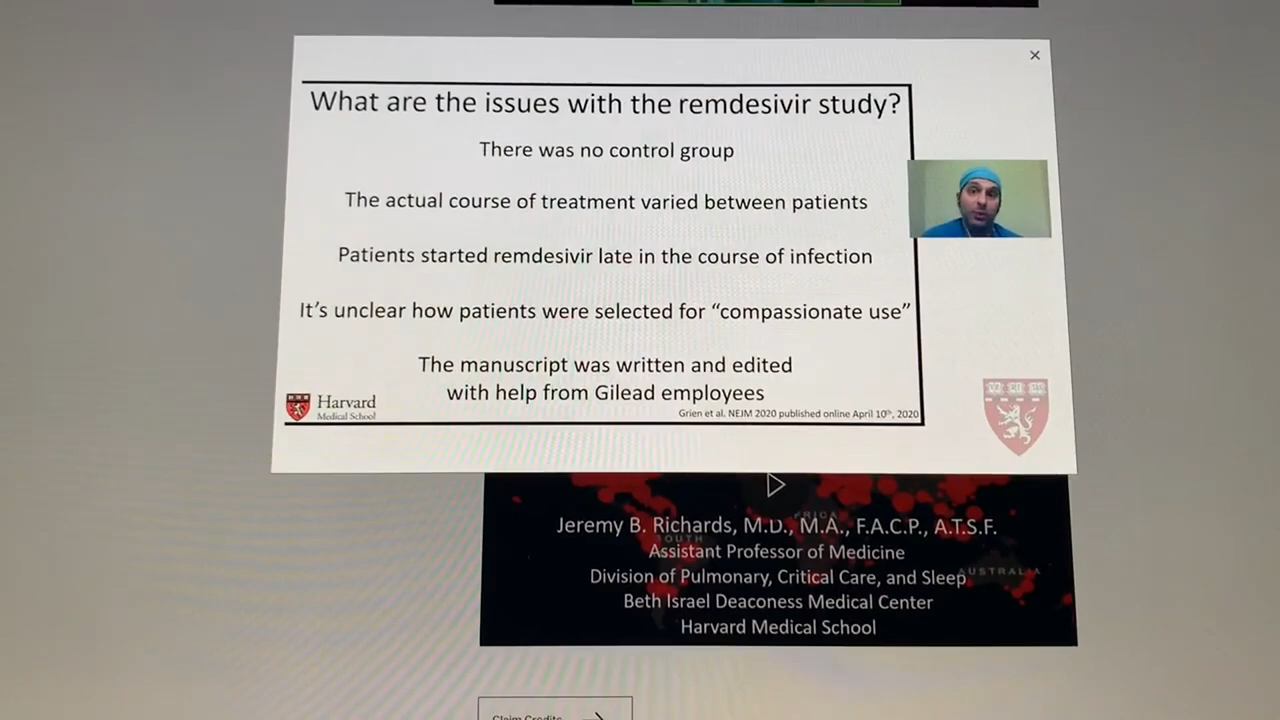 What are the issues with the remdesivir study?
There was no control group
The actual course of treatment varied between patients
Patients started remdesivir late in the course of infection
It's unclear how patients were selected for “compassionate use”
The manuscript was written and edited
with help from Gilead employees
Harvard
Medical School
Grien et al. NEJM 2020 published online April 10th, 2020
Jeremy B. Richards, M.D., M.A., F.A.C.P., A.T.S.F.
Assistant Professor of Medicine
Division of Pulmonary, Critical Care, and Sleep
AUSTRALIA
Beth Israel Deaconess Medical Center
Harvard Medical School
Claim Credits